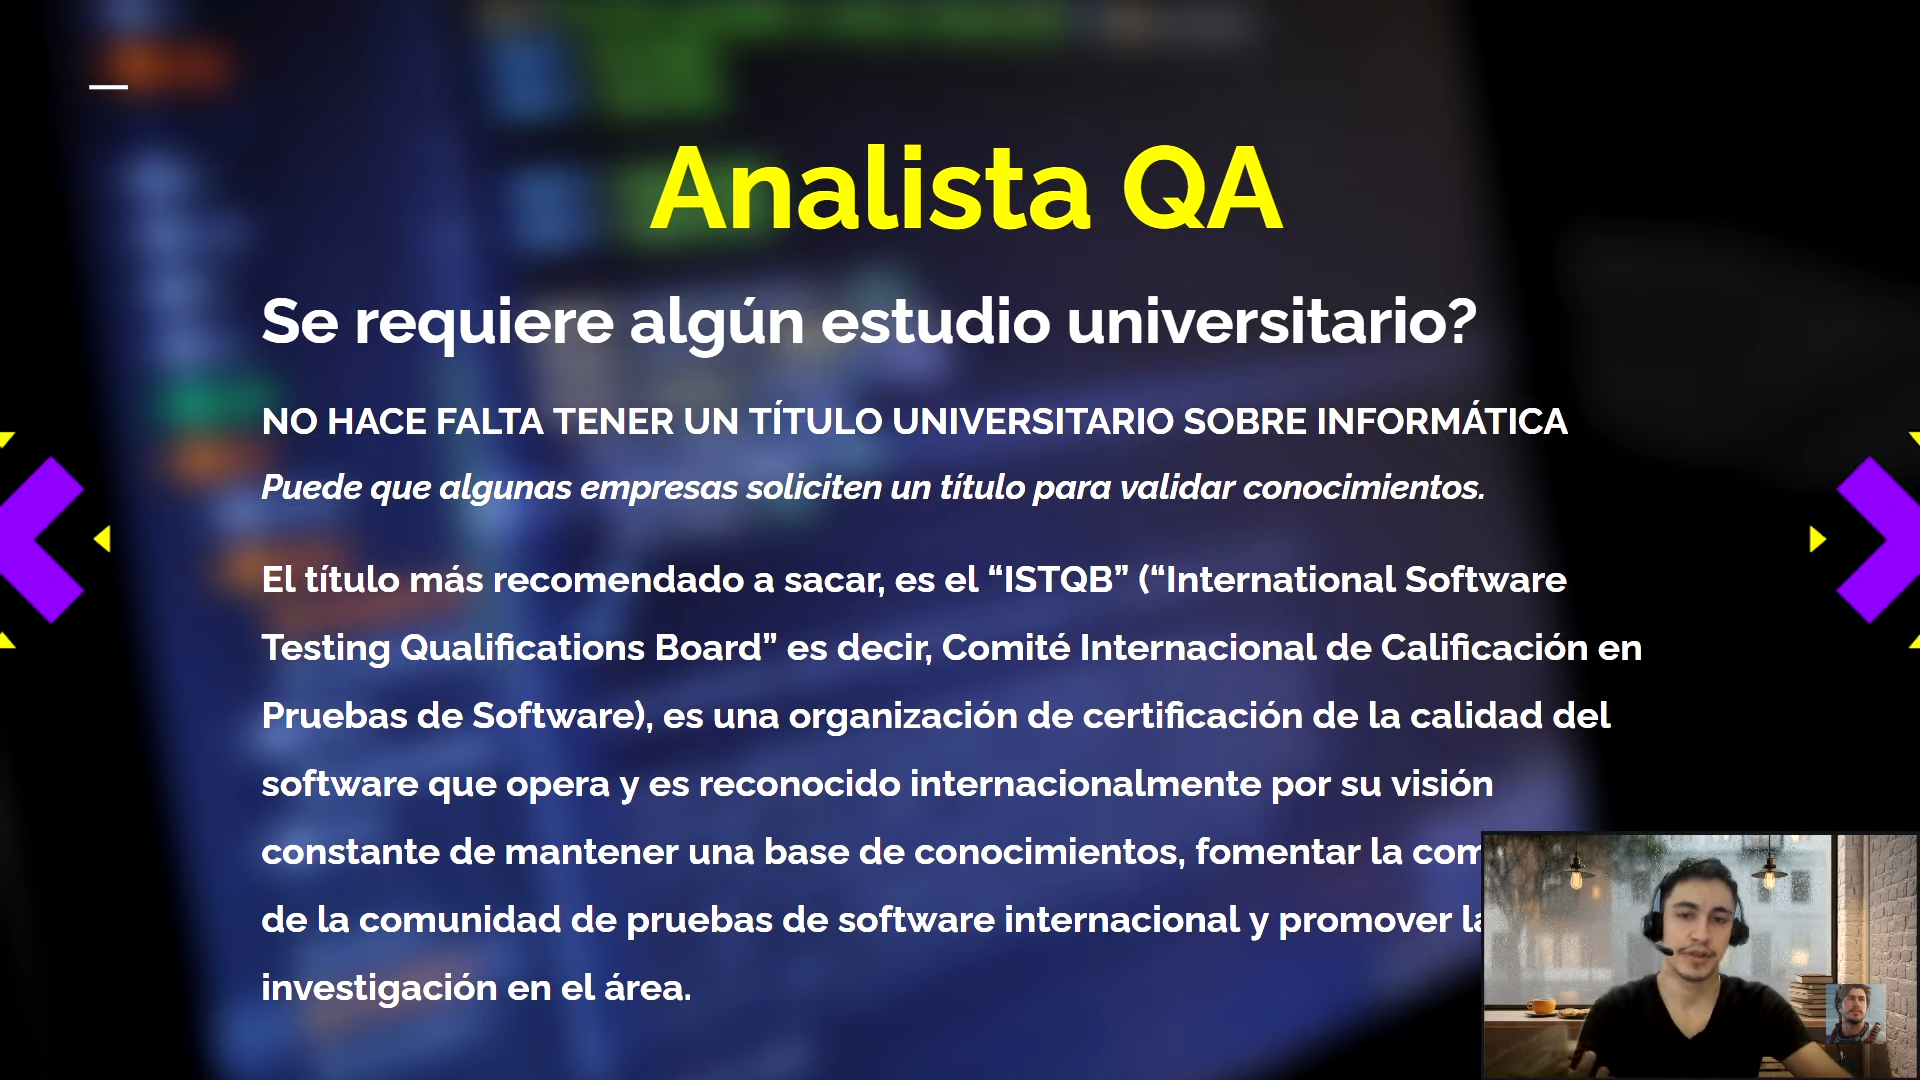 Analista QA
Se requiere algún estudio universitario?
NO HACE FALTA TENER UN TÍTULO UNIVERSITARIO SOBRE INFORMÁTICA
Puede que algunas empresas soliciten un título para validar conocimientos.
El título más recomendado a sacar, es el “ISTQB” (“International Software
Testing Qualifications Board” es decir, Comité Internacional de Calificación en
Pruebas de Software), es una organización de certificación de la calidad del
software que opera y es reconocido internacionalmente por su visión
constante de mantener una base de conocimientos, fomentar la
de la comunidad de pruebas de software internacional y promover
investigación en el área.